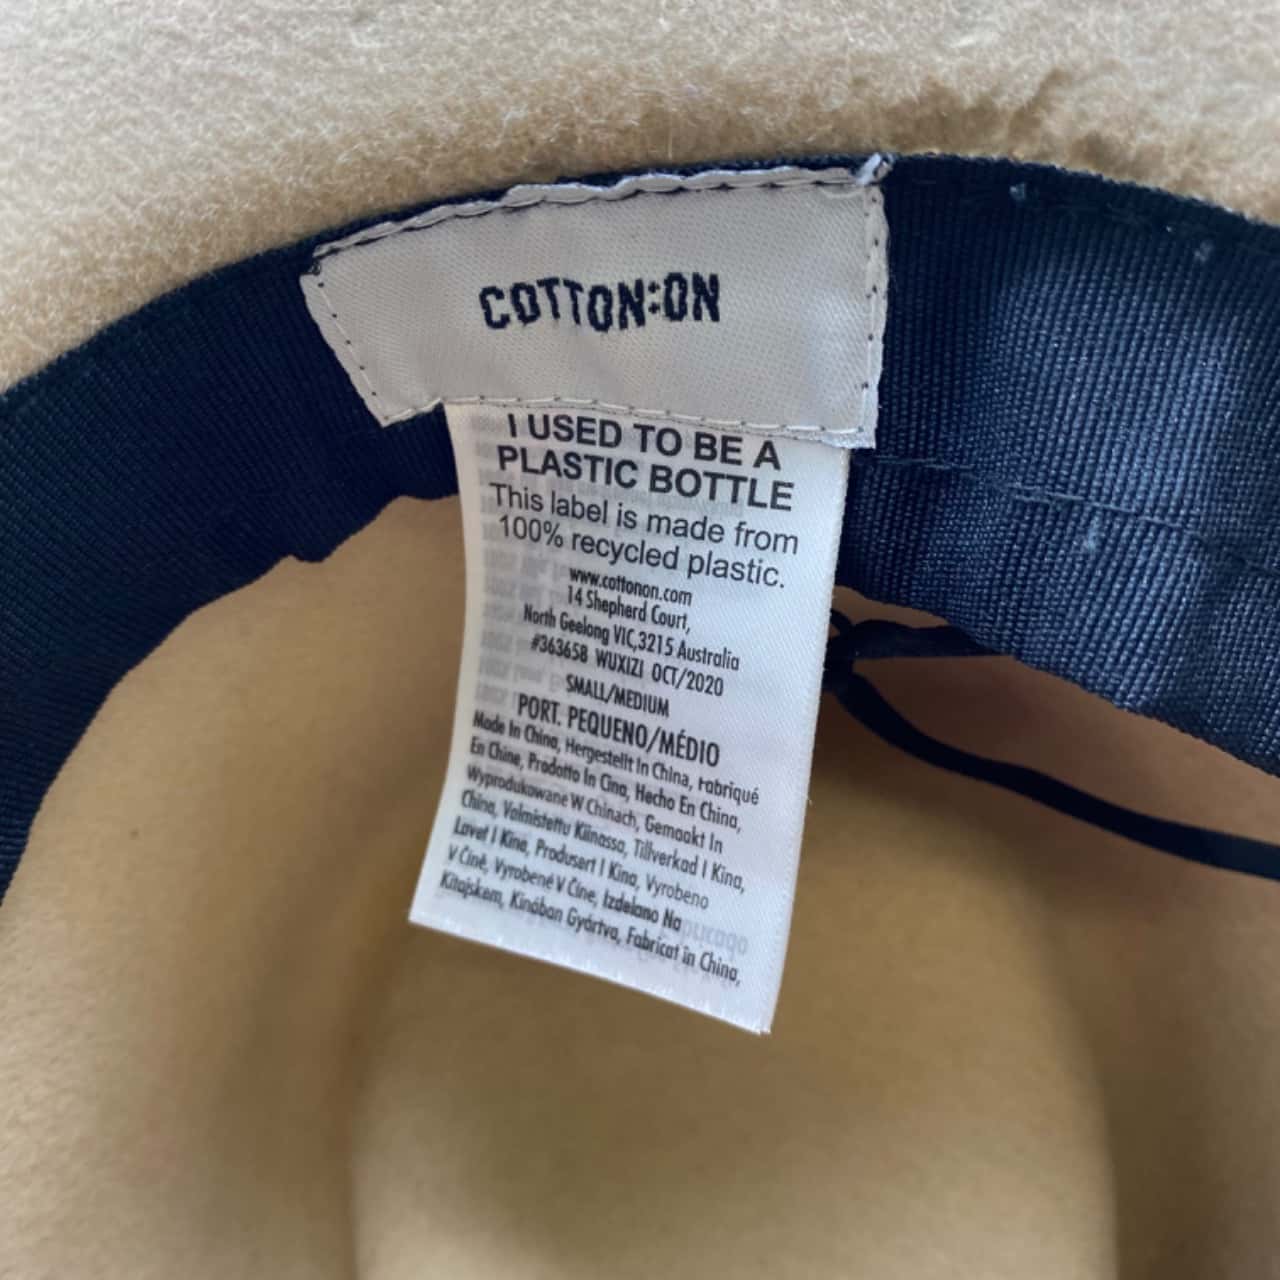 COTTON:ON
I USED TO BE A
PLASTIC BOTTLE
This label is made from
100% recycled plastic.
www.cottonon.com
14 Shepherd Court,
North Geelong VIC,3215 Australia
#363658 WUXIZI OCT/2020
SMALL/MEDIUM
PORT. PEQUENO/MÉDIO
Made In China, Hergestellt In China, Fabriqué
En Chine, Prodotto In Cina, Hecho En China,
Wyprodukowane W Chinach, Gemaakt In
China, Valmistettu Kiinassa, Tillverkad I Kina,
Lavet I Kina, Produsert I Kina, Vyrobeno
V Číně, Vyrobené V Číne, Izdelano Na
Kitajskem, Kínában Gyártva, Fabricat în China,